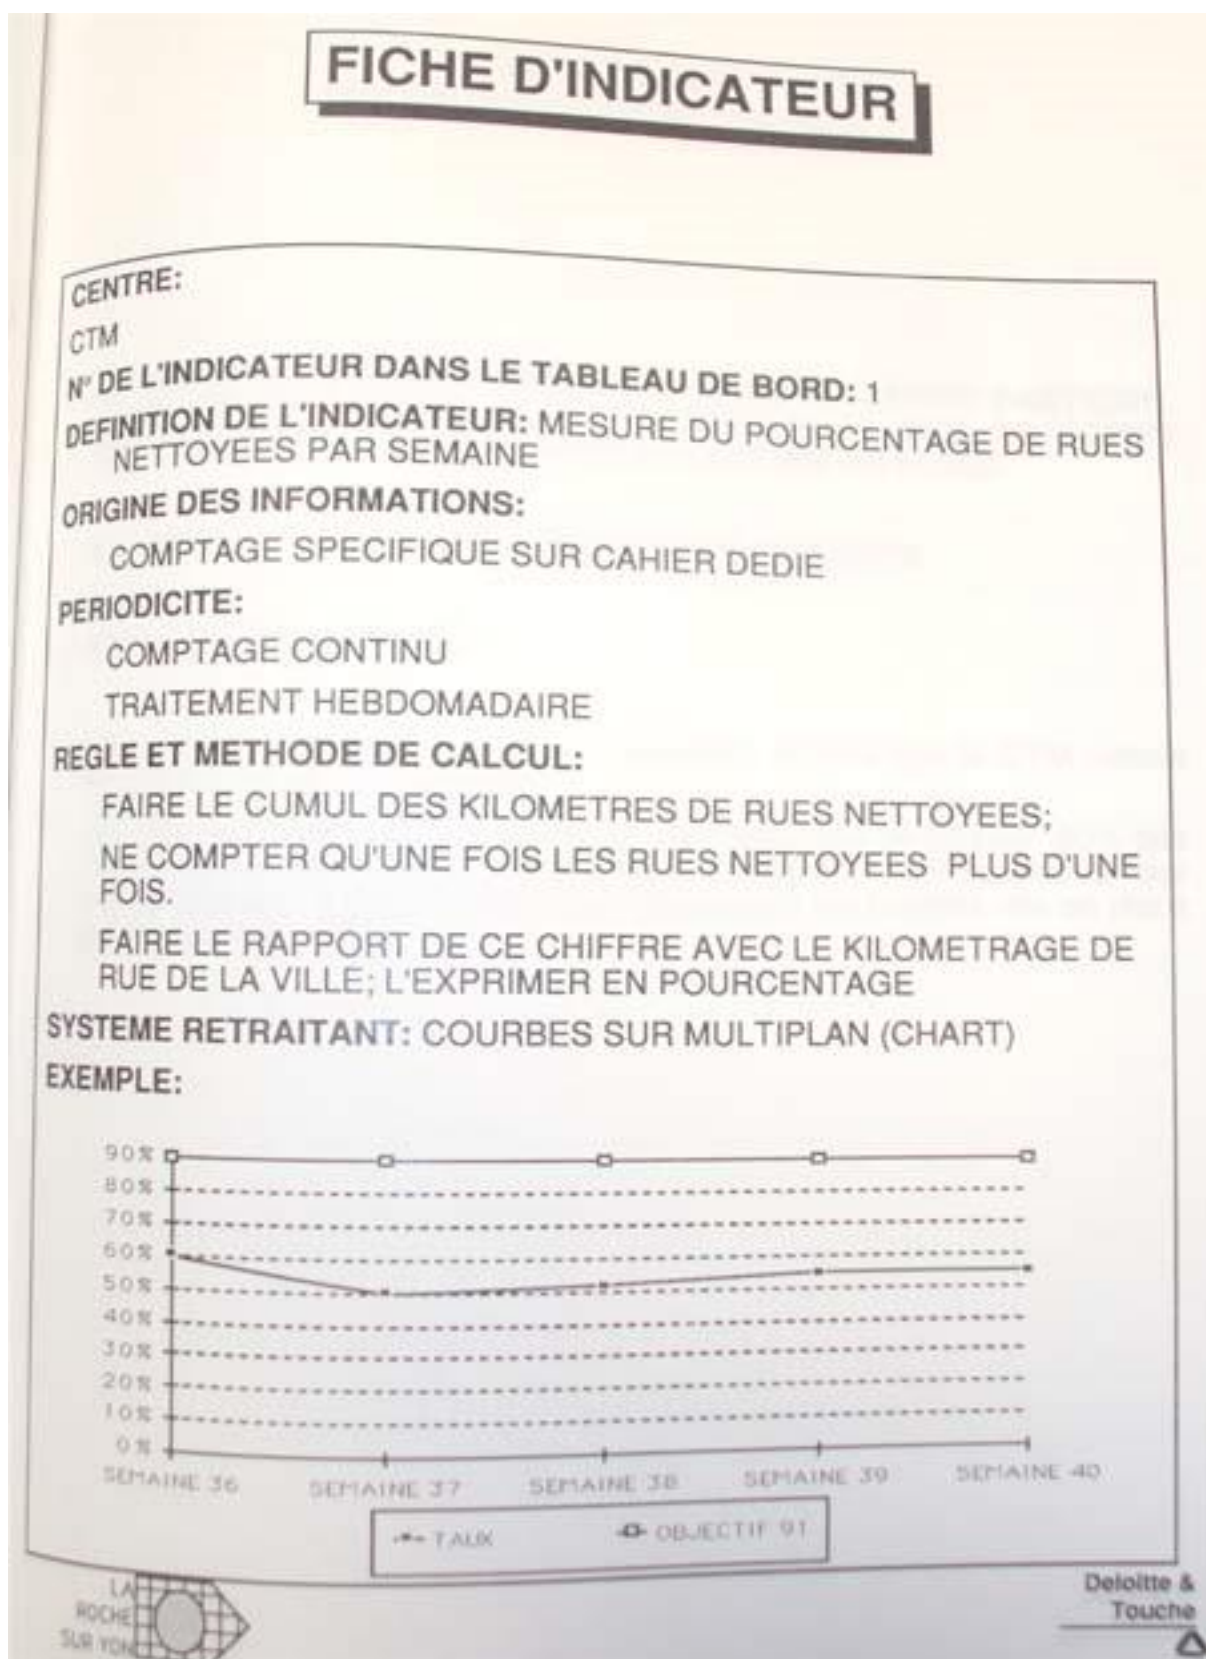 FICHE D'INDICATEUR
CENTRE:
CTM
N° DE L'INDICATEUR DANS LE TABLEAU DE BORD: 1
DEFINITION DE L'INDICATEUR: MESURE DU POURCENTAGE DE RUES
NETTOYEES PAR SEMAINE
ORIGINE DES INFORMATIONS:
COMPTAGE SPECIFIQUE SUR CAHIER DEDIE
PERIODICITE:
COMPTAGE CONTINU
TRAITEMENT HEBDOMADAIRE
REGLE ET METHODE DE CALCUL:
FAIRE LE CUMUL DES KILOMETRES DE RUES NETTOYEES;
NE COMPTER QU'UNE FOIS LES RUES NETTOYEES PLUS D'UNE
FOIS.
FAIRE LE RAPPORT DE CE CHIFFRE AVEC LE KILOMETRAGE DE
RUE DE LA VILLE; L'EXPRIMER EN POURCENTAGE
SYSTEME RETRAITANT: COURBES SUR MULTIPLAN (CHART)
EXEMPLE:
90%
80%
70%
60%
50%
40%
30%
20%
10%
0%
SEMAINE 36 SEMAINE 37 SEMAINE 38 SEMAINE 39 SEMAINE 40
TAUX OBJECTIF 91
LA
ROCHE
SUR YON
Deloitte &
Touche